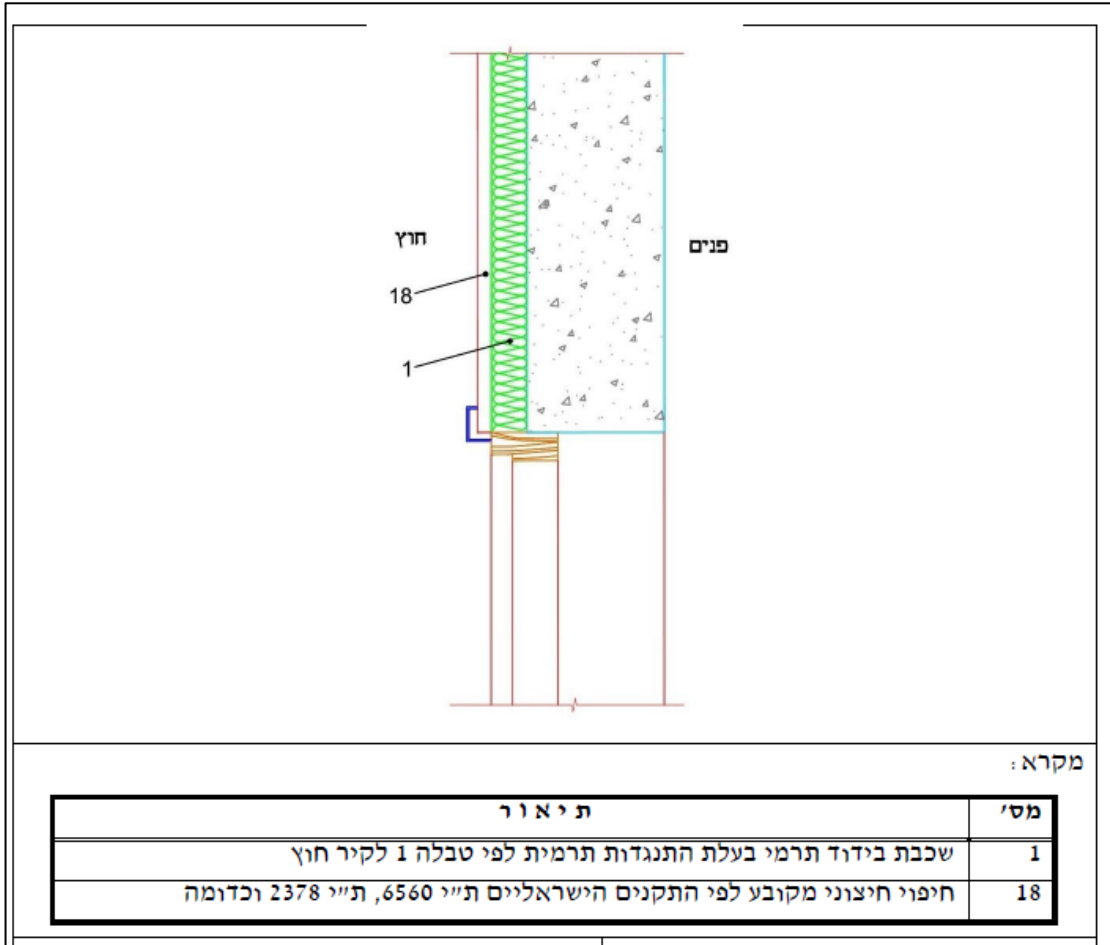 חוץ
פנים
18
1
מקרא:
מס' תיאור
1 שכבת בידוד תרמי בעלת התנגדות תרמית לפי טבלה 1 לקיר חוץ
18 חיפוי חיצוני מקובע לפי התקנים הישראליים ת"י 6560, ת"י 2378 וכדומה